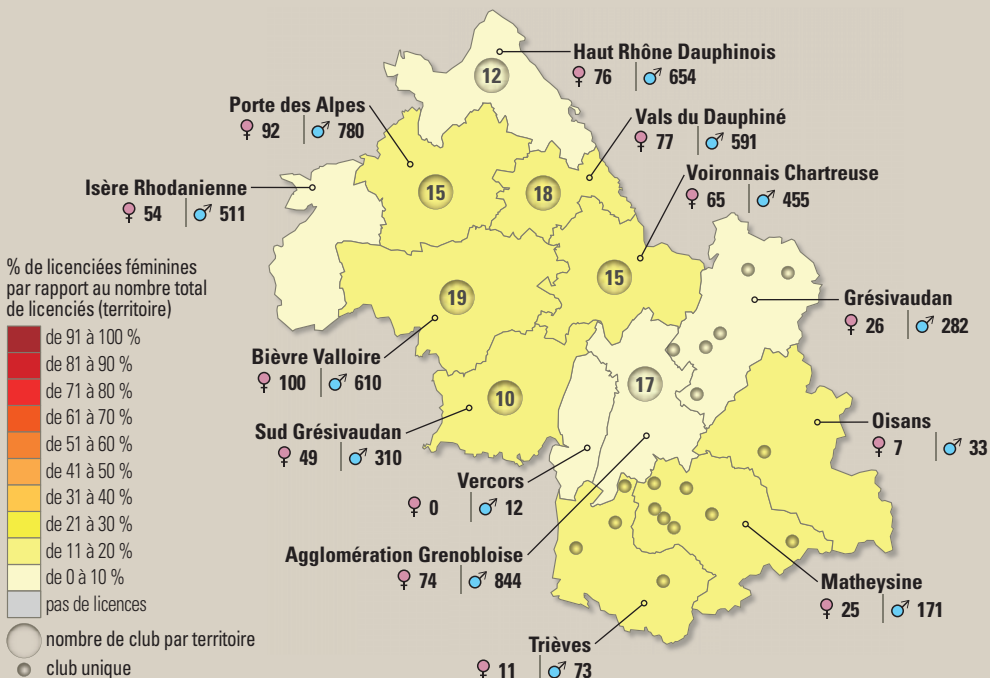 Haut Rhône Dauphinois
76 654
12
Porte des Alpes
92 780
Vals du Dauphiné
77 591
Voironnais Chartreuse
65 455
Isère Rhodanienne
54 511
15
18
15
19
% de licenciées féminines
par rapport au nombre total
de licenciés (territoire)
de 91 à 100 %
de 81 à 90 %
de 71 à 80 %
de 61 à 70 %
de 51 à 60 %
de 41 à 50 %
de 31 à 40 %
de 21 à 30 %
de 11 à 20 %
de 0 à 10 %
pas de licences
nombre de club par territoire
club unique
Grésivaudan
26 282
Bièvre Valloire
100 610
17
10
Oisans
7 33
Sud Grésivaudan
49 310
Vercors
0 12
Agglomération Grenobloise
74 844
Matheysine
25 171
Trièves
11 73